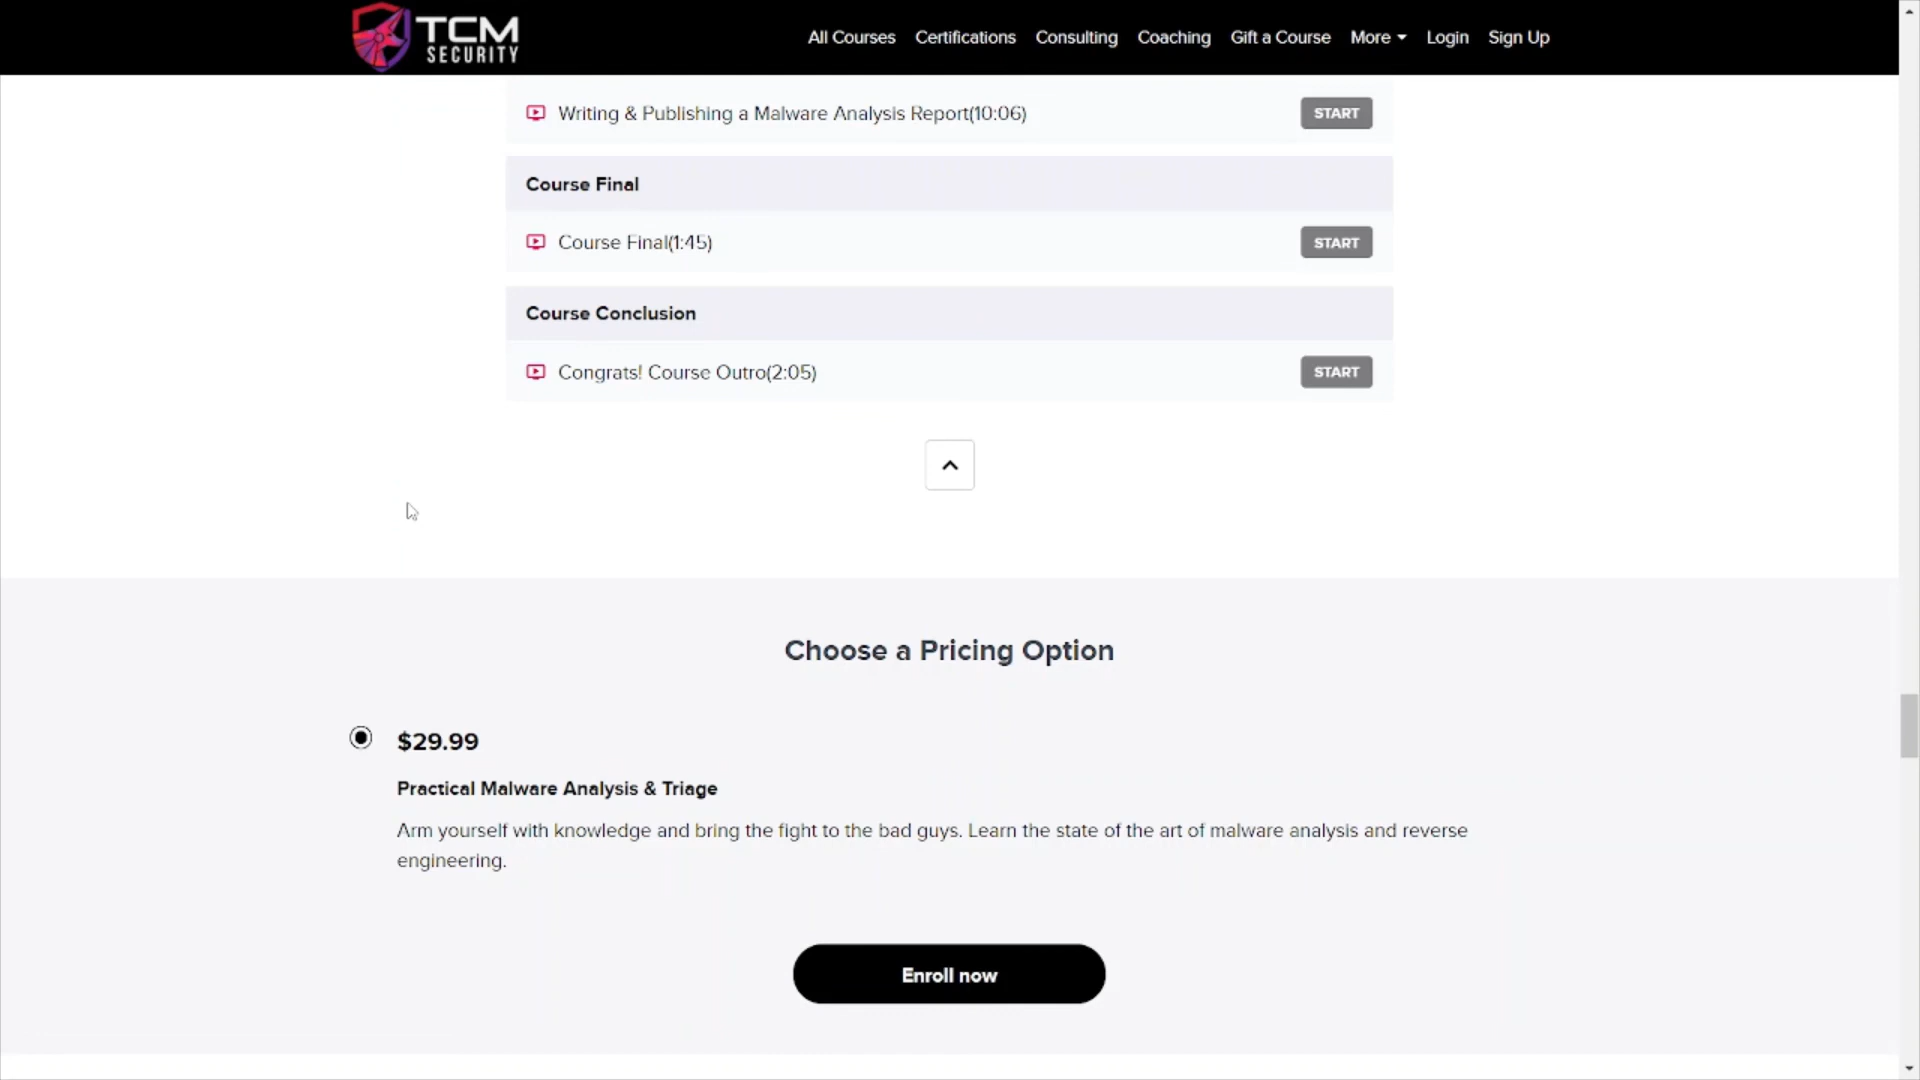 TCM
SECURITY
All Courses Certifications Consulting Coaching Gift a Course More Login Sign Up
Writing & Publishing a Malware Analysis Report(10:06) START
Course Final
Course Final(1:45) START
Course Conclusion
Congrats! Course Outro(2:05) START
Choose a Pricing Option
$29.99
Practical Malware Analysis & Triage
Arm yourself with knowledge and bring the fight to the bad guys. Learn the state of the art of malware analysis and reverse
engineering.
Enroll now